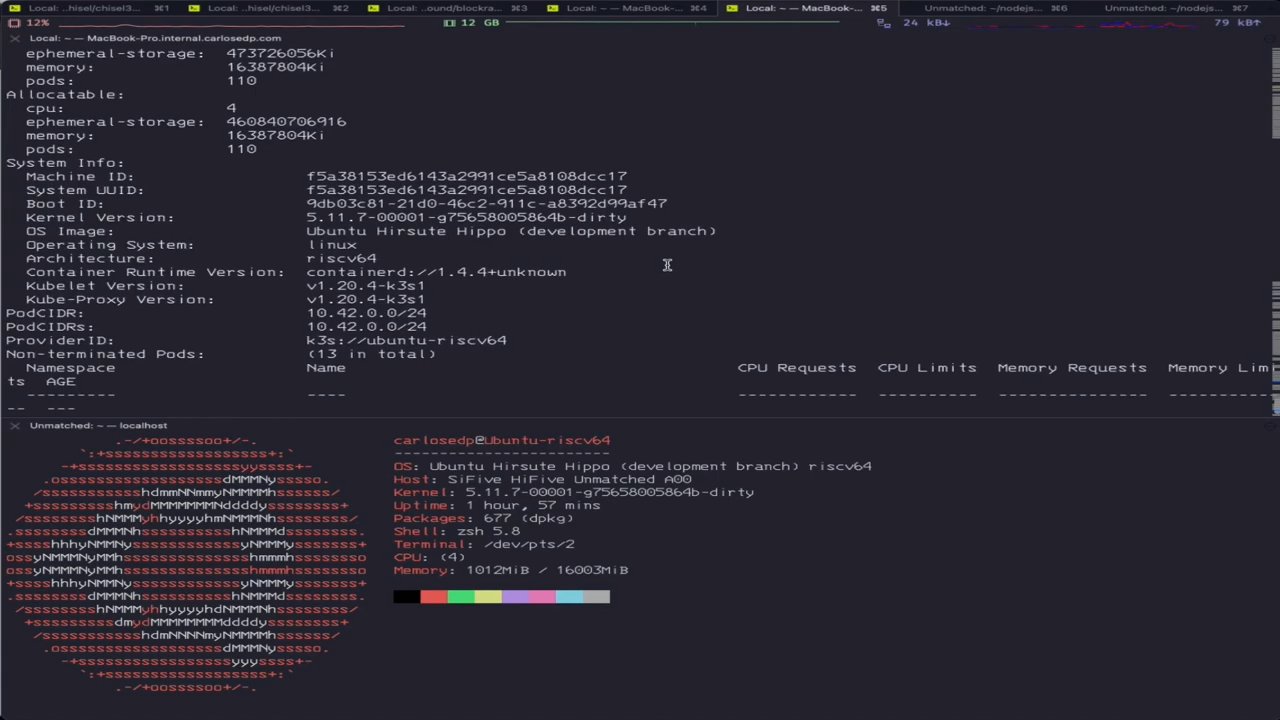 Local: ..hisel/chisel3... ⌘1 Local: ..hisel/chisel3... ⌘2 Local: ..ound/blockra... ⌘3 Local: ~ — MacBook-... ⌘4 Local: ~ — MacBook-... ⌘5 Unmatched: ~/nodejs... ⌘6 Unmatched: ~/nodejs... ⌘7
12% 12 GB 24 kB↓ 79 kB↑
Local: ~ — MacBook-Pro.internal.carlosedp.com
ephemeral-storage: 473726056Ki
memory: 16387804Ki
pods: 110
Allocatable:
cpu: 4
ephemeral-storage: 460840706916
memory: 16387804Ki
pods: 110
System Info:
Machine ID: f5a38153ed6143a2991ce5a8108dcc17
System UUID: f5a38153ed6143a2991ce5a8108dcc17
Boot ID: 9db03c81-21d0-46c2-911c-a8392d99af47
Kernel Version: 5.11.7-00001-g75658005864b-dirty
OS Image: Ubuntu Hirsute Hippo (development branch)
Operating System: linux
Architecture: riscv64
Container Runtime Version: containerd://1.4.4+unknown
Kubelet Version: v1.20.4-k3s1
Kube-Proxy Version: v1.20.4-k3s1
PodCIDR: 10.42.0.0/24
PodCIDRs: 10.42.0.0/24
ProviderID: k3s://ubuntu-riscv64
Non-terminated Pods: (13 in total)
Namespace Name CPU Requests CPU Limits Memory Requests Memory Limi
ts AGE
--------- ---- ------------ ---------- --------------- -----------
-- ---
Unmatched: ~ — localhost
carlosedp@Ubuntu-riscv64
------------------------
OS: Ubuntu Hirsute Hippo (development branch) riscv64
Host: SiFive HiFive Unmatched A00
Kernel: 5.11.7-00001-g75658005864b-dirty
Uptime: 1 hour, 57 mins
Packages: 677 (dpkg)
Shell: zsh 5.8
Terminal: /dev/pts/2
CPU: (4)
Memory: 1012MiB / 16003MiB